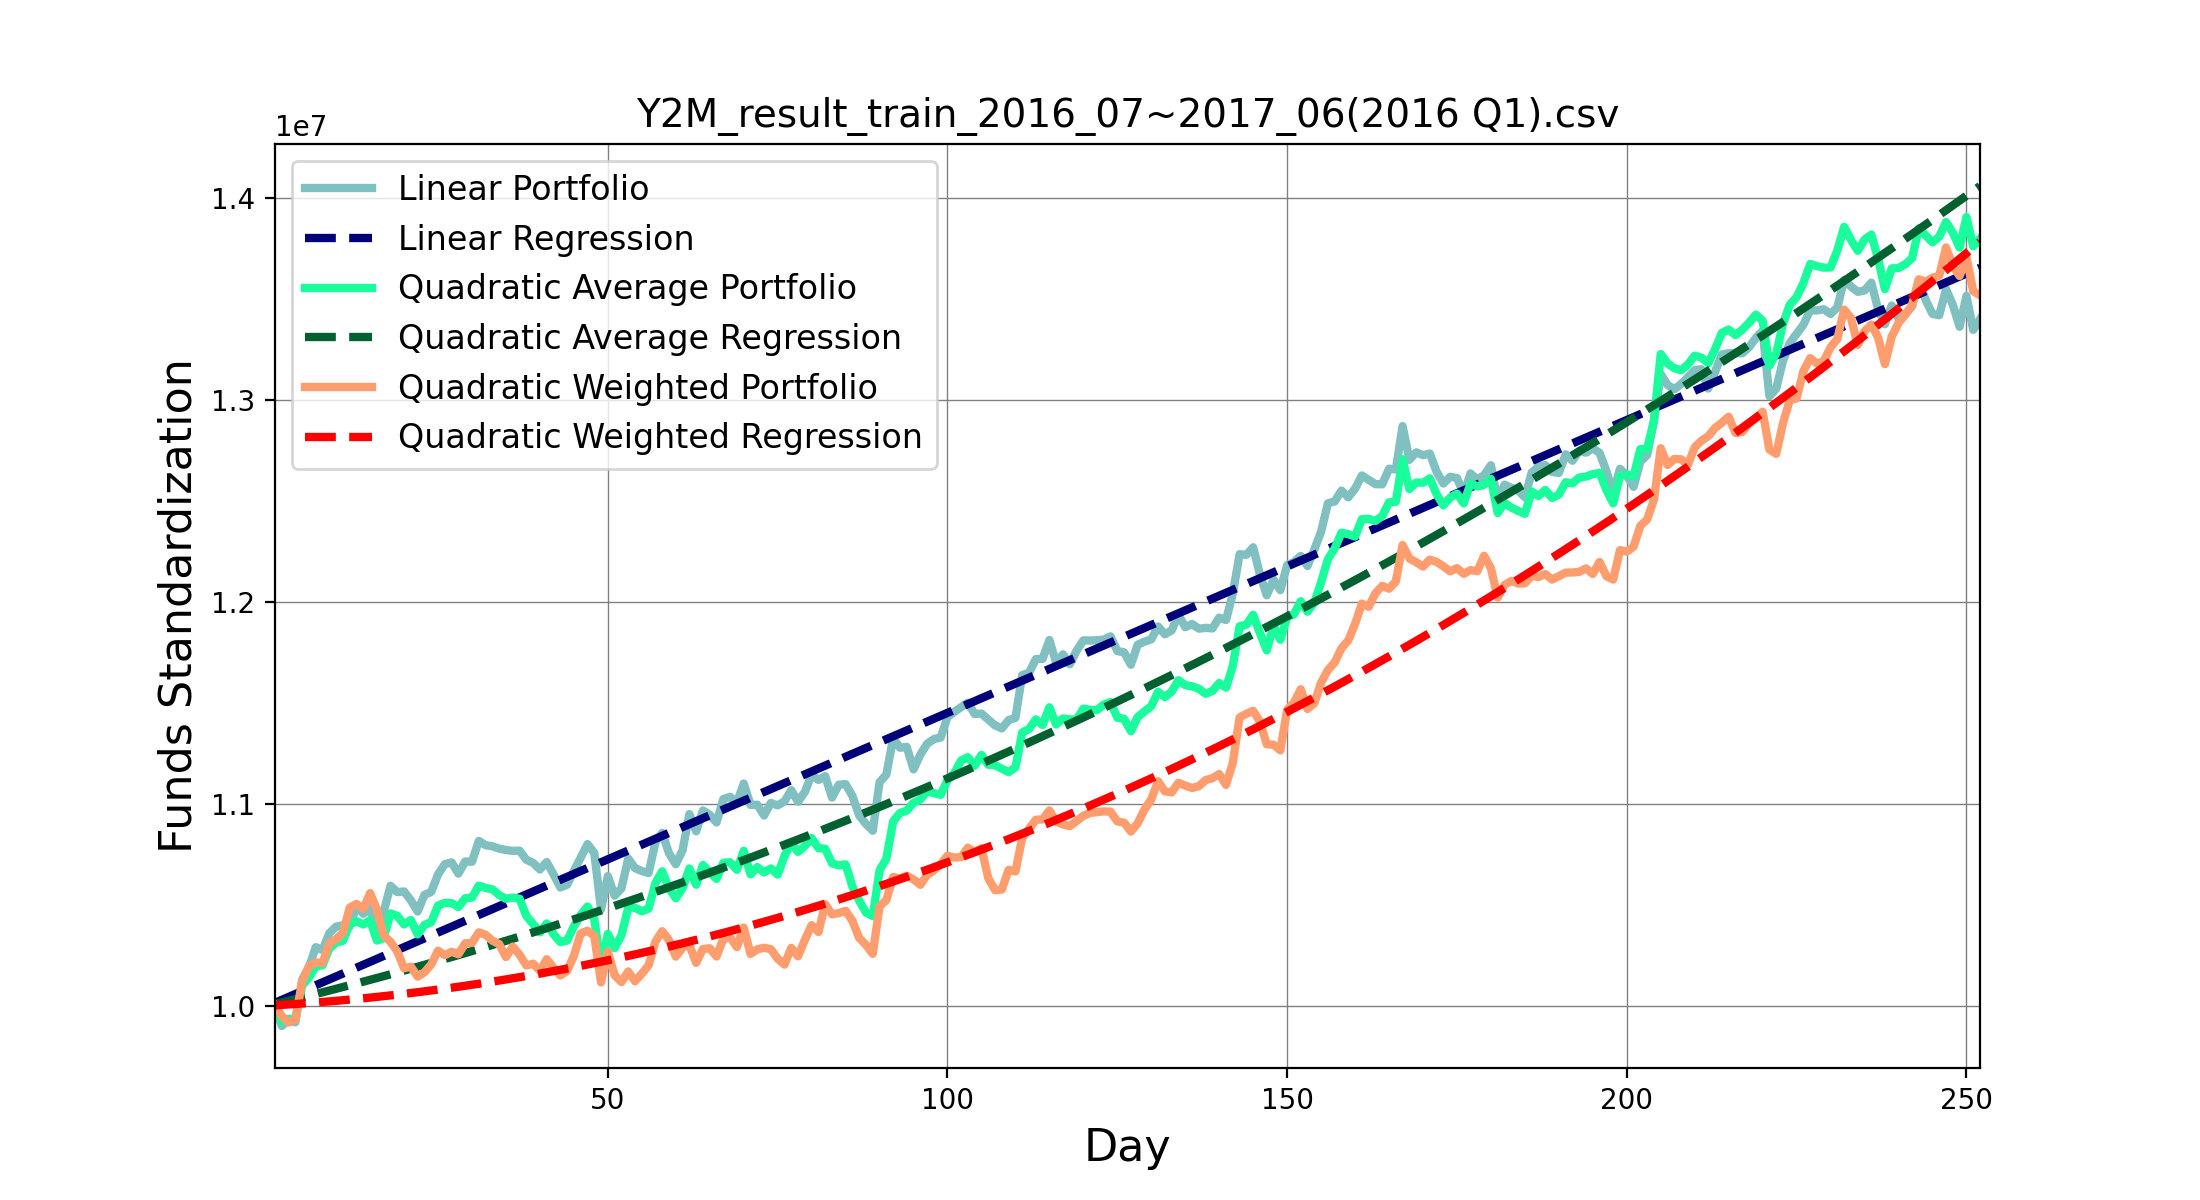 Y2M_result_train_2016_07~2017_06(2016 Q1).csv
1e7
Linear Portfolio
Linear Regression
Quadratic Average Portfolio
Quadratic Average Regression
Quadratic Weighted Portfolio
Quadratic Weighted Regression
Funds Standardization
1.4
1.3
1.2
1.1
1.0
50 100 150 200 250
Day